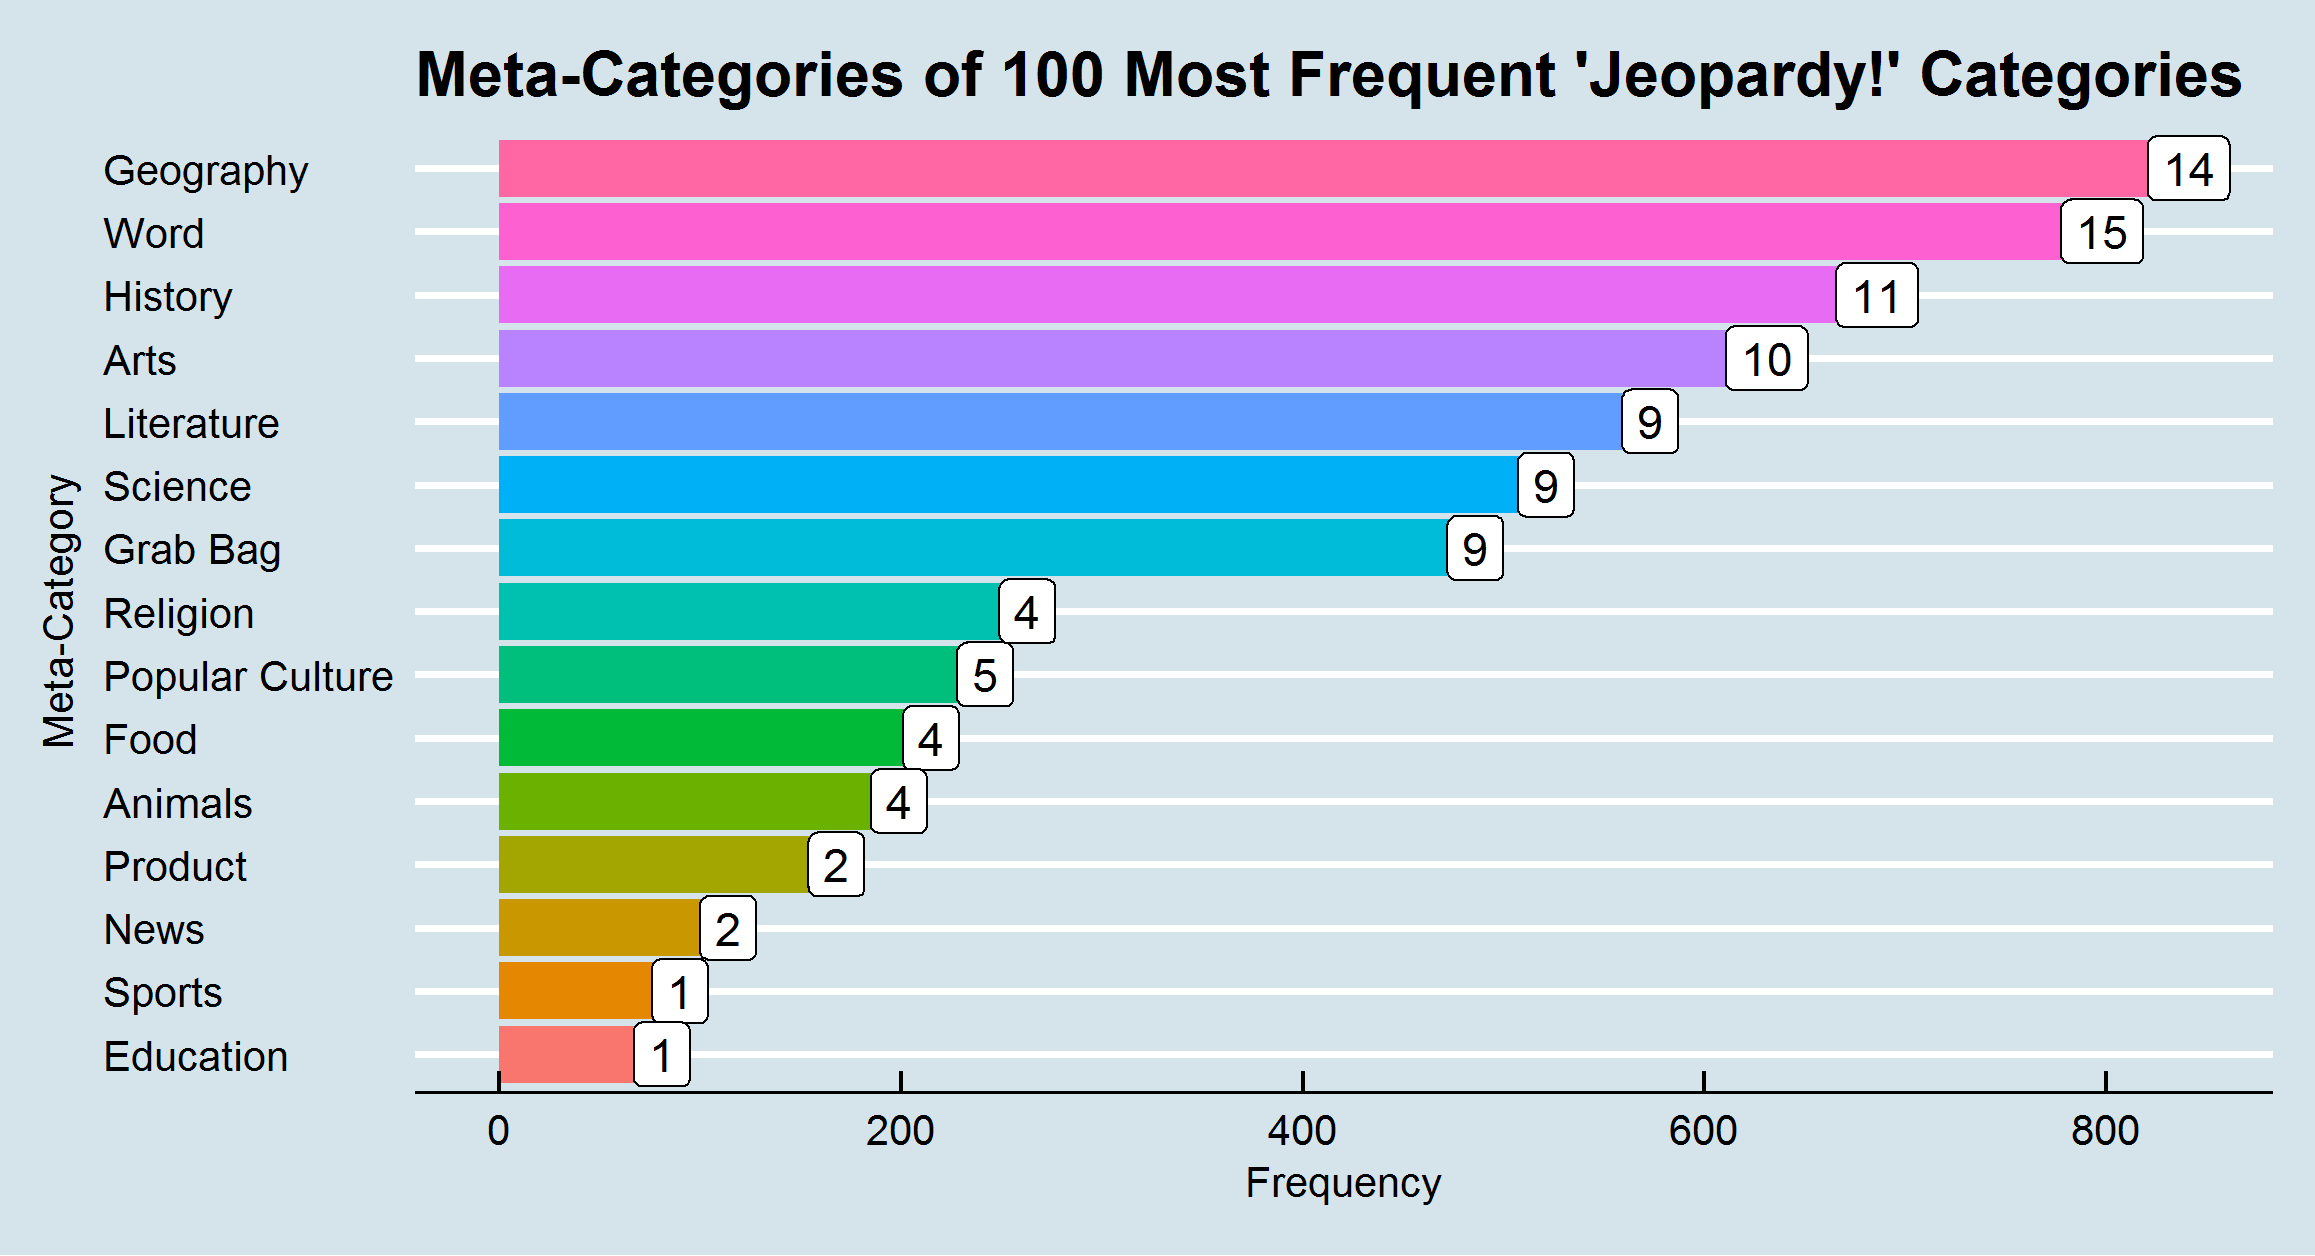 Meta-Categories of 100 Most Frequent 'Jeopardy!' Categories
Meta-Category
Geography 14
Word 15
History 11
Arts 10
Literature 9
Science 9
Grab Bag 9
Religion 4
Popular Culture 5
Food 4
Animals 4
Product 2
News 2
Sports 1
Education 1
0 200 400 600 800
Frequency